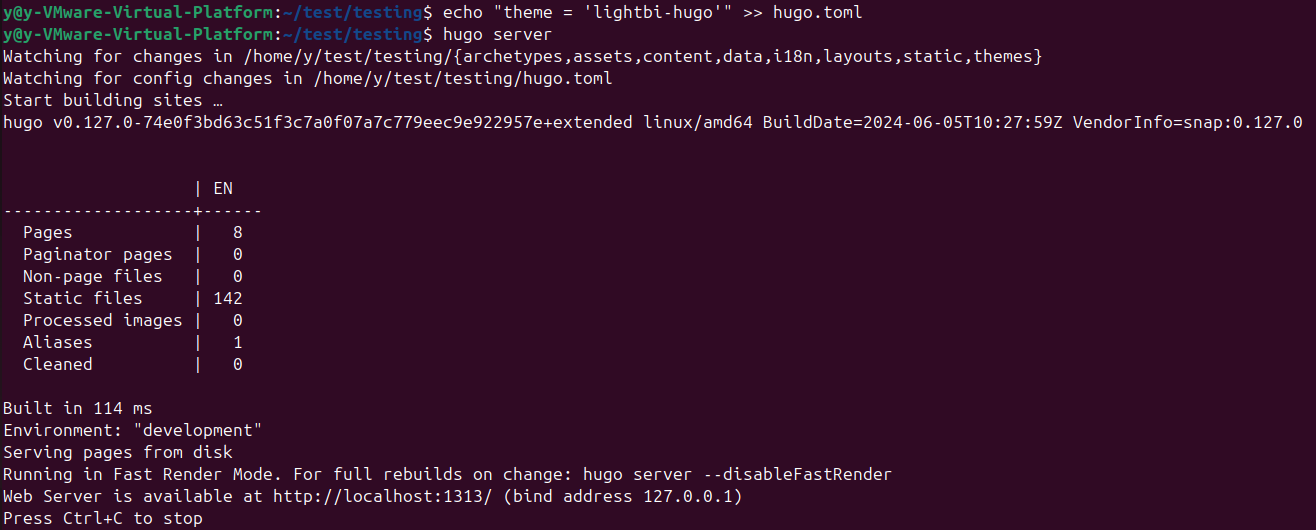 y@y-VMware-Virtual-Platform:~/test/testing$ echo "theme = 'lightbi-hugo'" >> hugo.toml
y@y-VMware-Virtual-Platform:~/test/testing$ hugo server
Watching for changes in /home/y/test/testing/{archetypes,assets,content,data,i18n,layouts,static,themes}
Watching for config changes in /home/y/test/testing/hugo.toml
Start building sites …
hugo v0.127.0-74e0f3bd63c51f3c7a0f07a7c779eec9e922957e+extended linux/amd64 BuildDate=2024-06-05T10:27:59Z VendorInfo=snap:0.127.0
                   | EN
-------------------+------
  Pages            |   8
  Paginator pages  |   0
  Non-page files   |   0
  Static files     | 142
  Processed images |   0
  Aliases          |   1
  Cleaned          |   0
Built in 114 ms
Environment: "development"
Serving pages from disk
Running in Fast Render Mode. For full rebuilds on change: hugo server --disableFastRender
Web Server is available at http://localhost:1313/ (bind address 127.0.0.1)
Press Ctrl+C to stop